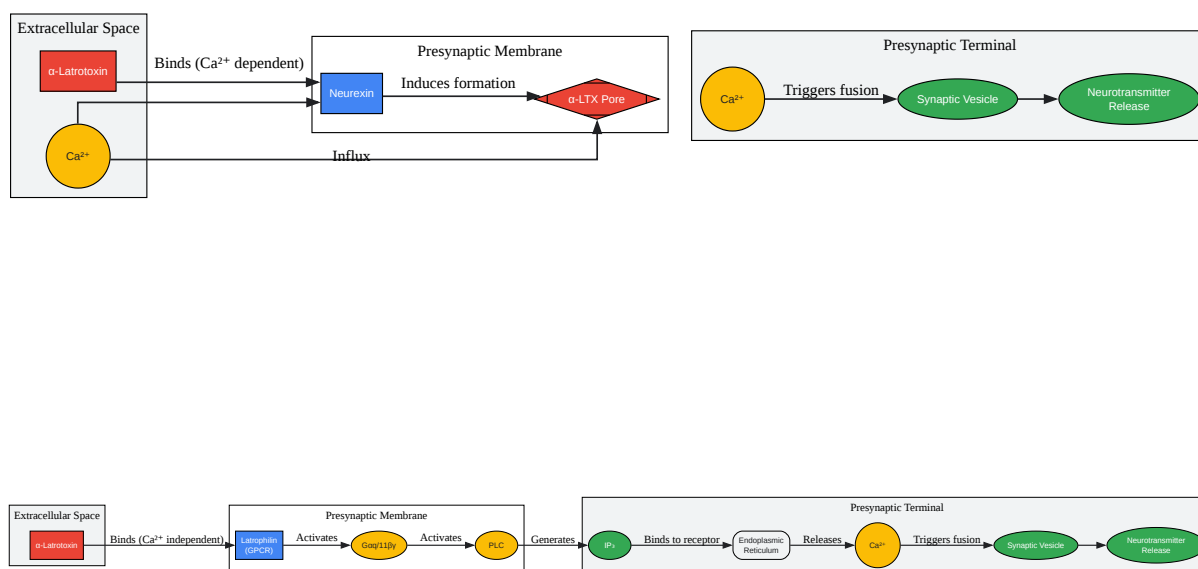 Extracellular Space
α-Latrotoxin
Ca²⁺
Binds (Ca²⁺ dependent)
Influx
Presynaptic Membrane
Neurexin
Induces formation
α-LTX Pore
Presynaptic Terminal
Ca²⁺
Triggers fusion
Synaptic Vesicle
Neurotransmitter
Release
Extracellular Space
α-Latrotoxin
Binds (Ca²⁺ independent)
Presynaptic Membrane
Latrophilin
(GPCR)
Activates
Gαq/11βγ
Activates
PLC
Generates
Presynaptic Terminal
IP₃
Binds to receptor
Endoplasmic
Reticulum
Releases
Ca²⁺
Triggers fusion
Synaptic Vesicle
Neurotransmitter
Release